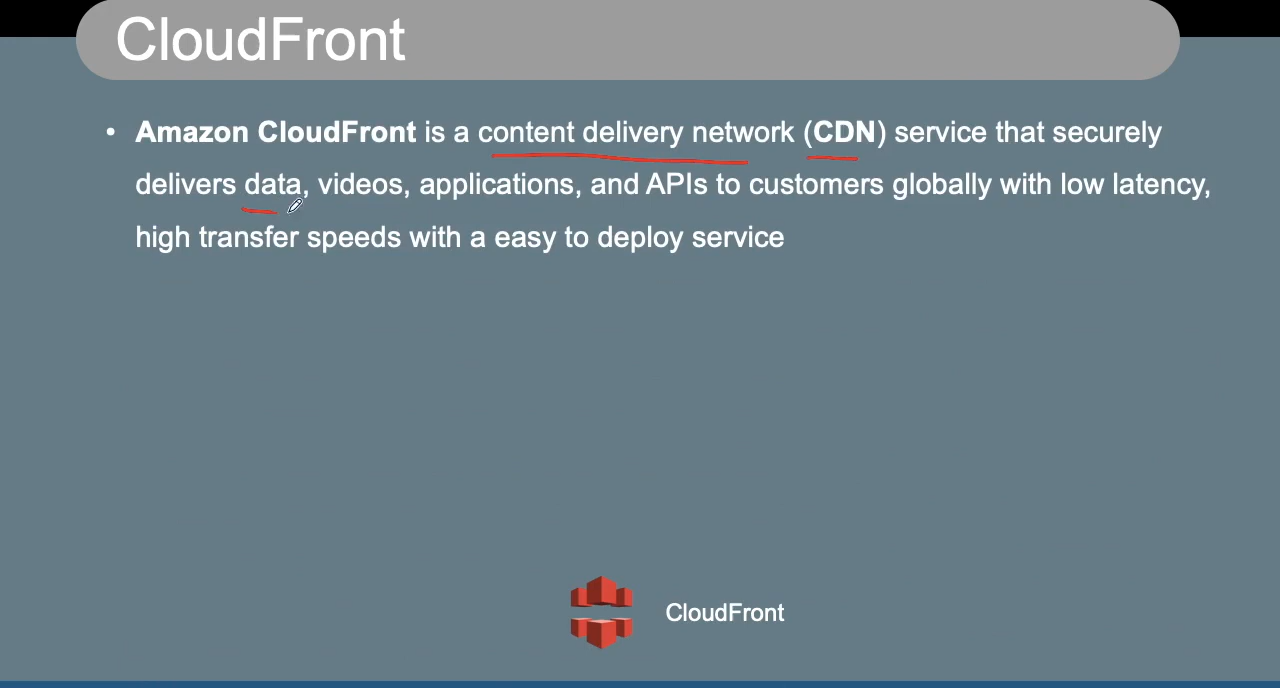 CloudFront
• Amazon CloudFront is a content delivery network (CDN) service that securely
delivers data, videos, applications, and APIs to customers globally with low latency,
high transfer speeds with a easy to deploy service
CloudFront